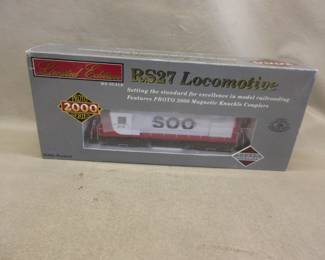 Limited Edition
HO SCALE
RS27 Locomotive
Setting the standard for excellence in model railroading
Features PROTO 2000 Magnetic Knuckle Couplers
PROTO
2000
SOO